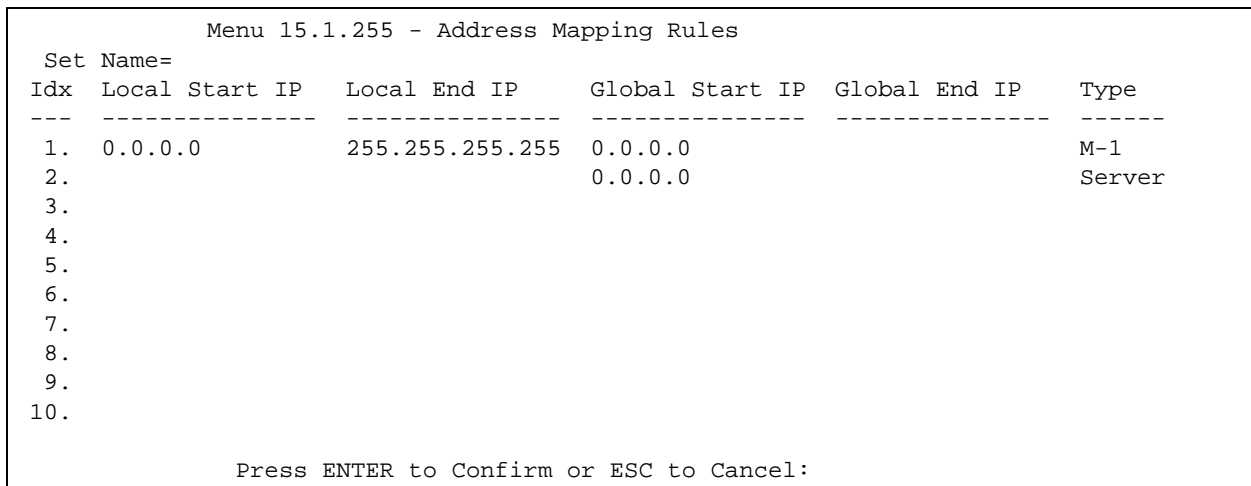 Menu 15.1.255 - Address Mapping Rules
Set Name=
Idx  Local Start IP   Local End IP     Global Start IP  Global End IP    Type
---  ---------------  ---------------  ---------------  ---------------  ------
1.  0.0.0.0          255.255.255.255  0.0.0.0                           M-1
2.                                    0.0.0.0                           Server
3.
4.
5.
6.
7.
8.
9.
10.
Press ENTER to Confirm or ESC to Cancel: